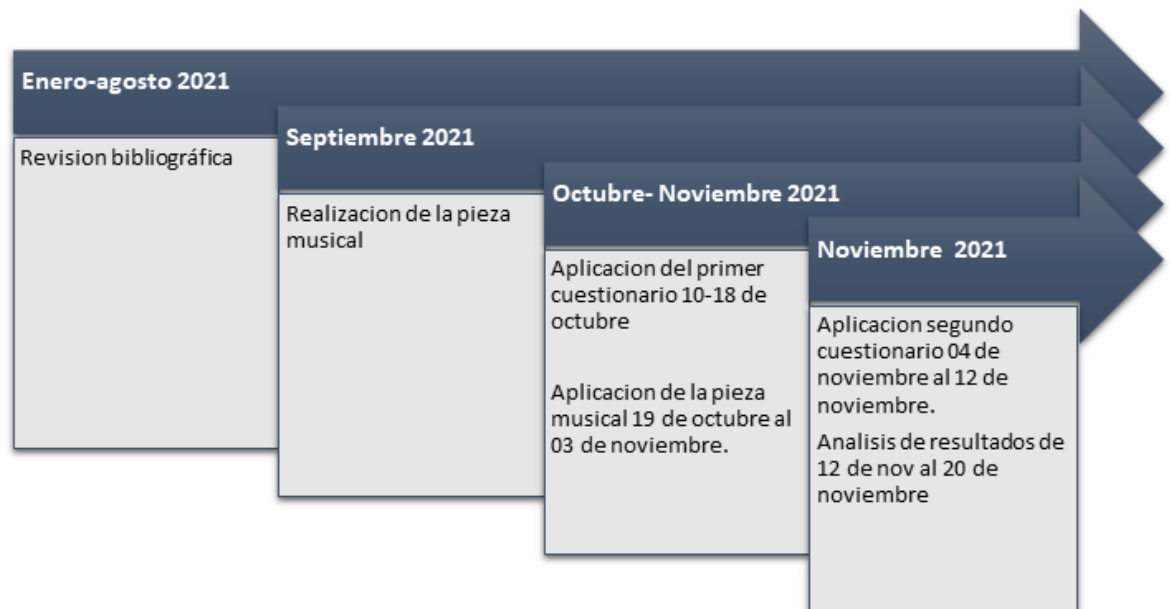 Enero-agosto 2021
Revision bibliográfica
Septiembre 2021
Realizacion de la pieza
musical
Octubre- Noviembre 2021
Aplicacion del primer
cuestionario 10-18 de
octubre
Aplicacion de la pieza
musical 19 de octubre al
03 de noviembre.
Noviembre  2021
Aplicacion segundo
cuestionario 04 de
noviembre al 12 de
noviembre.
Analisis de resultados de
12 de nov al 20 de
noviembre